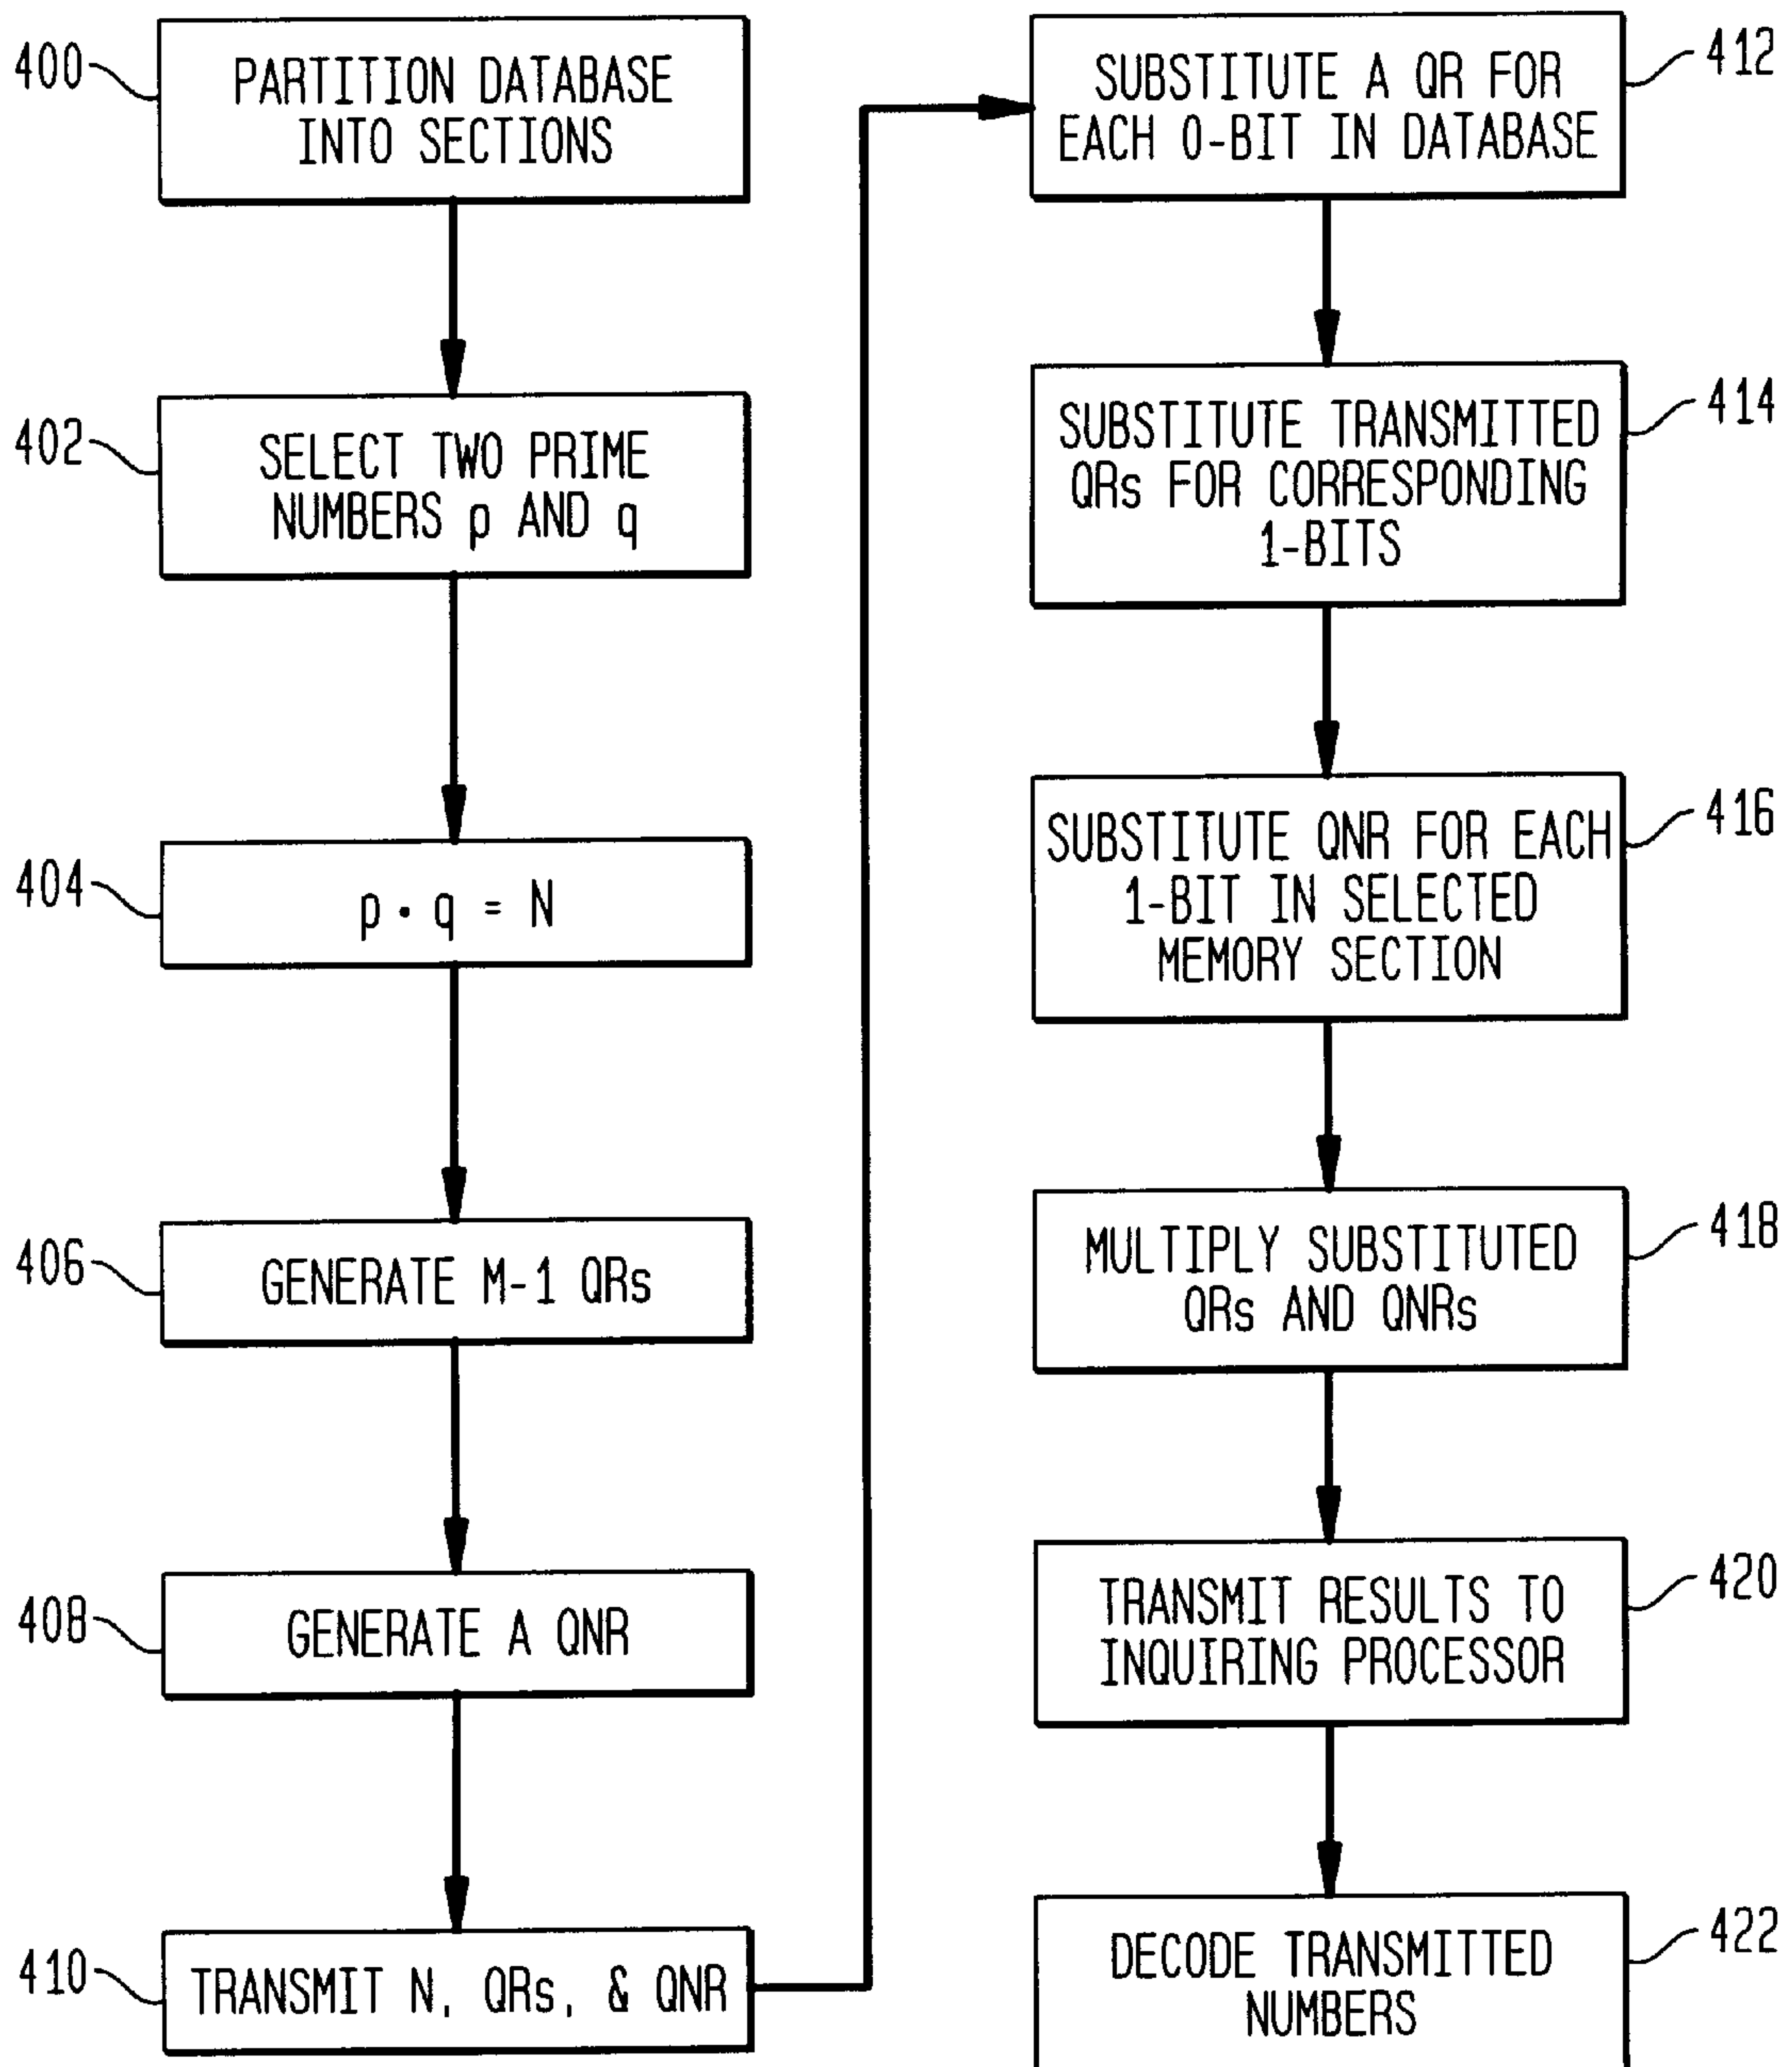 400
PARTITION DATABASE
INTO SECTIONS
402
SELECT TWO PRIME
NUMBERS p AND q
404
p · q = N
406
GENERATE M-1 QRs
408
GENERATE A QNR
410
TRANSMIT N, QRs, & QNR
412
SUBSTITUTE A QR FOR
EACH 0-BIT IN DATABASE
414
SUBSTITUTE TRANSMITTED
QRs FOR CORRESPONDING
1-BITS
416
SUBSTITUTE QNR FOR EACH
1-BIT IN SELECTED
MEMORY SECTION
418
MULTIPLY SUBSTITUTED
QRs AND QNRs
420
TRANSMIT RESULTS TO
INQUIRING PROCESSOR
422
DECODE TRANSMITTED
NUMBERS